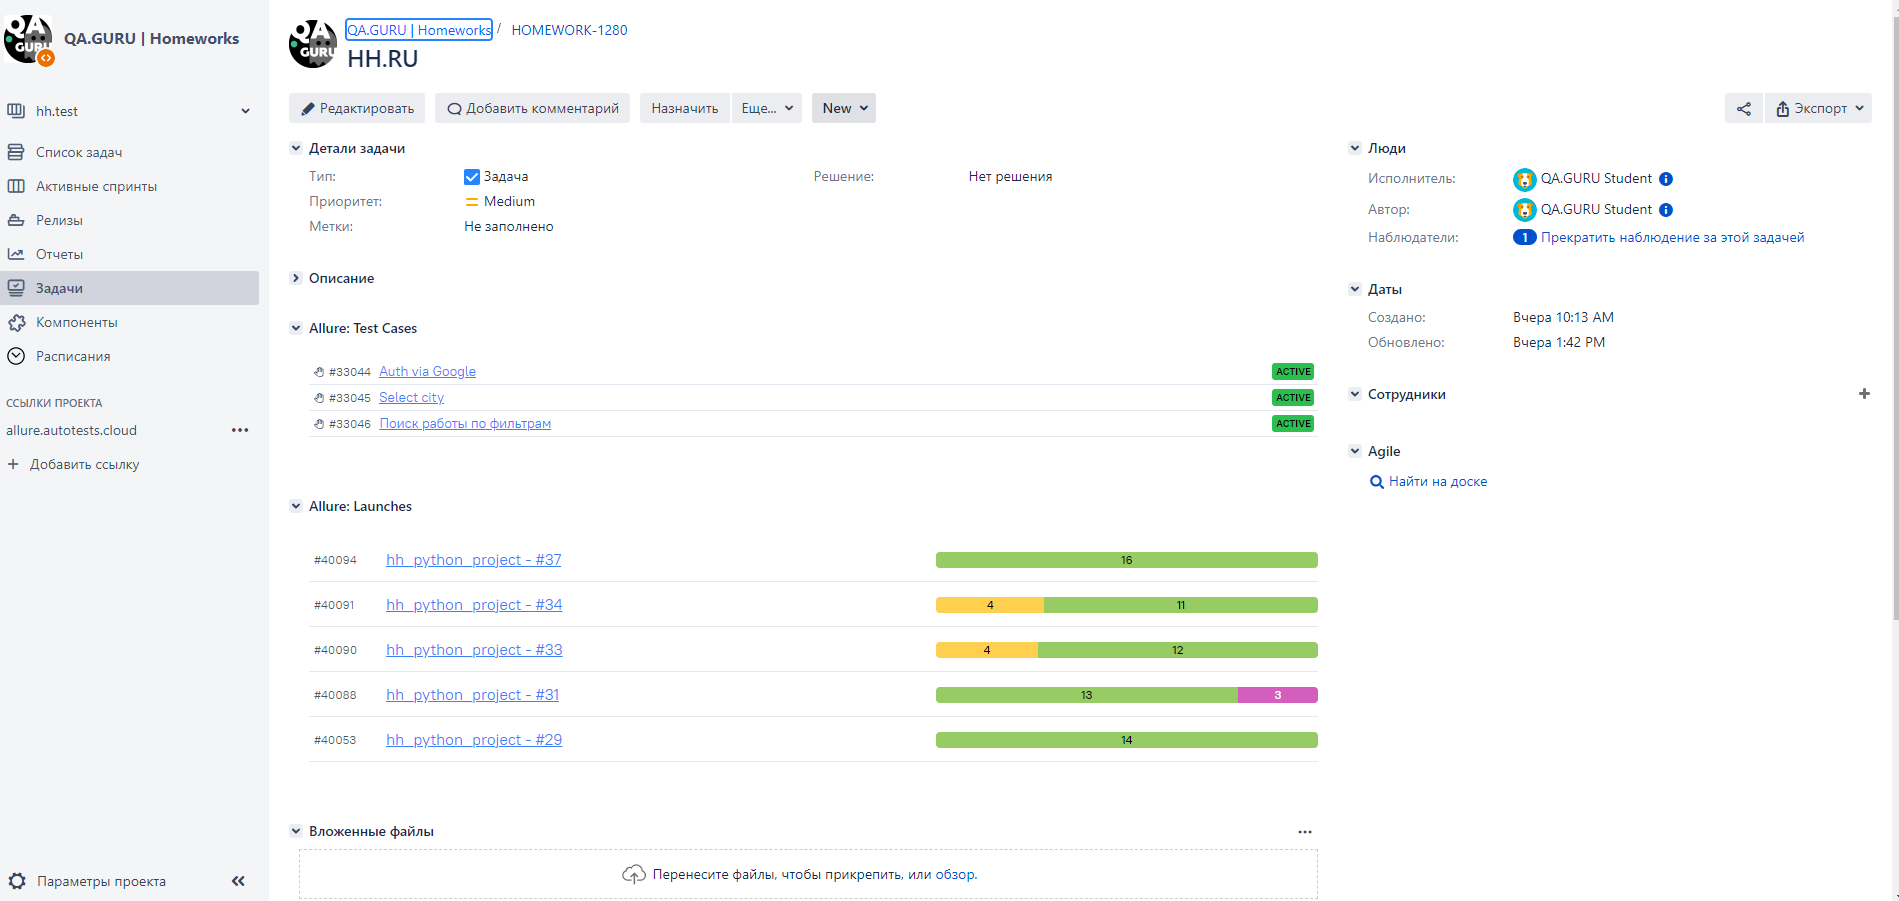 QA.GURU | Homeworks
hh.test
Список задач
Активные спринты
Релизы
Отчеты
Задачи
Компоненты
Расписания
ССЫЛКИ ПРОЕКТА
allure.autotests.cloud
Добавить ссылку
Параметры проекта
QA.GURU | Homeworks / HOMEWORK-1280
HH.RU
Редактировать Добавить комментарий Назначить Еще... New Экспорт
Детали задачи
Тип: Задача Решение: Нет решения
Приоритет: Medium
Метки: Не заполнено
Описание
Allure: Test Cases
#33044 Auth via Google ACTIVE
#33045 Select city ACTIVE
#33046 Поиск работы по фильтрам ACTIVE
Allure: Launches
#40094 hh_python_project - #37 16
#40091 hh_python_project - #34 4 11
#40090 hh_python_project - #33 4 12
#40088 hh_python_project - #31 13 3
#40053 hh_python_project - #29 14
Вложенные файлы
Перенесите файлы, чтобы прикрепить, или обзор.
Люди
Исполнитель: QA.GURU Student
Автор: QA.GURU Student
Наблюдатели: 1 Прекратить наблюдение за этой задачей
Даты
Создано: Вчера 10:13 AM
Обновлено: Вчера 1:42 PM
Сотрудники
Agile
Найти на доске